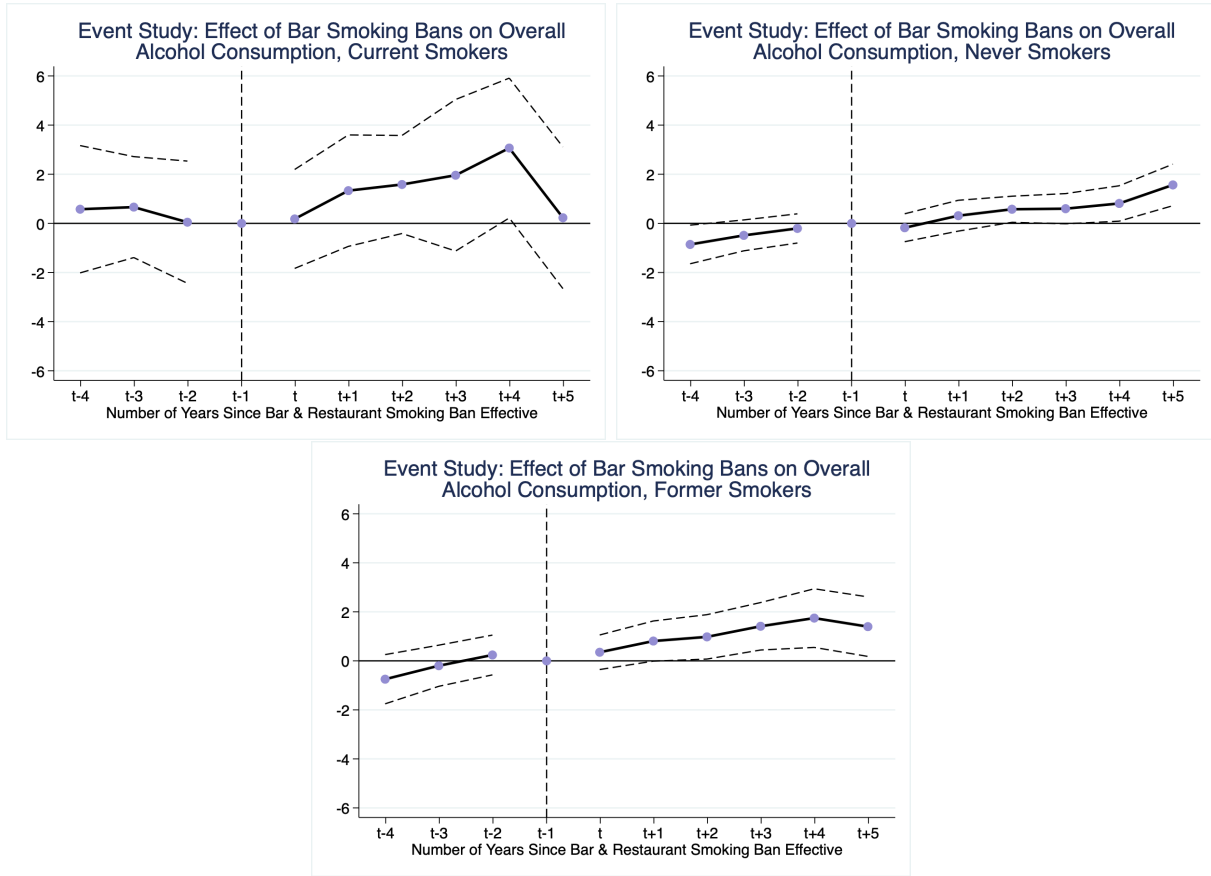 Event Study: Effect of Bar Smoking Bans on Overall
Alcohol Consumption, Current Smokers
6
4
2
0
-2
-4
-6
t-4 t-3 t-2 t-1 t t+1 t+2 t+3 t+4 t+5
Number of Years Since Bar & Restaurant Smoking Ban Effective
Event Study: Effect of Bar Smoking Bans on Overall
Alcohol Consumption, Never Smokers
6
4
2
0
-2
-4
-6
t-4 t-3 t-2 t-1 t t+1 t+2 t+3 t+4 t+5
Number of Years Since Bar & Restaurant Smoking Ban Effective
Event Study: Effect of Bar Smoking Bans on Overall
Alcohol Consumption, Former Smokers
6
4
2
0
-2
-4
-6
t-4 t-3 t-2 t-1 t t+1 t+2 t+3 t+4 t+5
Number of Years Since Bar & Restaurant Smoking Ban Effective